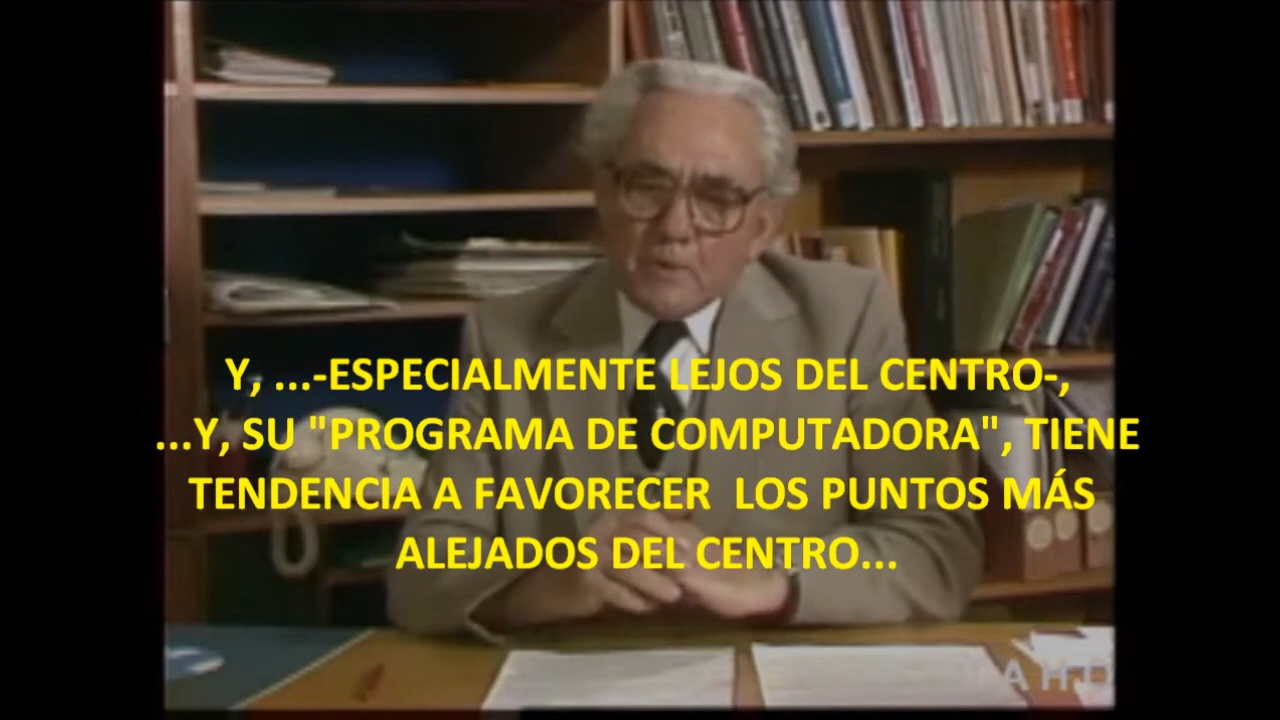 Y, ...-ESPECIALMENTE LEJOS DEL CENTRO-,
...Y, SU "PROGRAMA DE COMPUTADORA", TIENE
TENDENCIA A FAVORECER LOS PUNTOS MÁS
ALEJADOS DEL CENTRO...